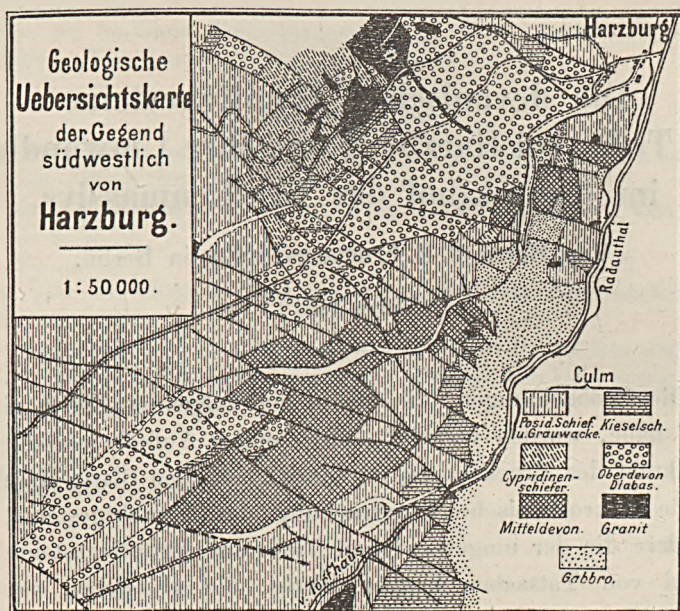 Geologische
Uebersichtskarte
der Gegend
südwestlich
von
Harzburg.
1:50000.
Harzburg
Radauthal
v. Torfhaus
Culm
Posid. Schief.
u. Grauwacke.
Kieselsch.
Cypridinen-
schiefer.
Oberdevon
Diabas.
Mitteldevon.
Granit
Gabbro.